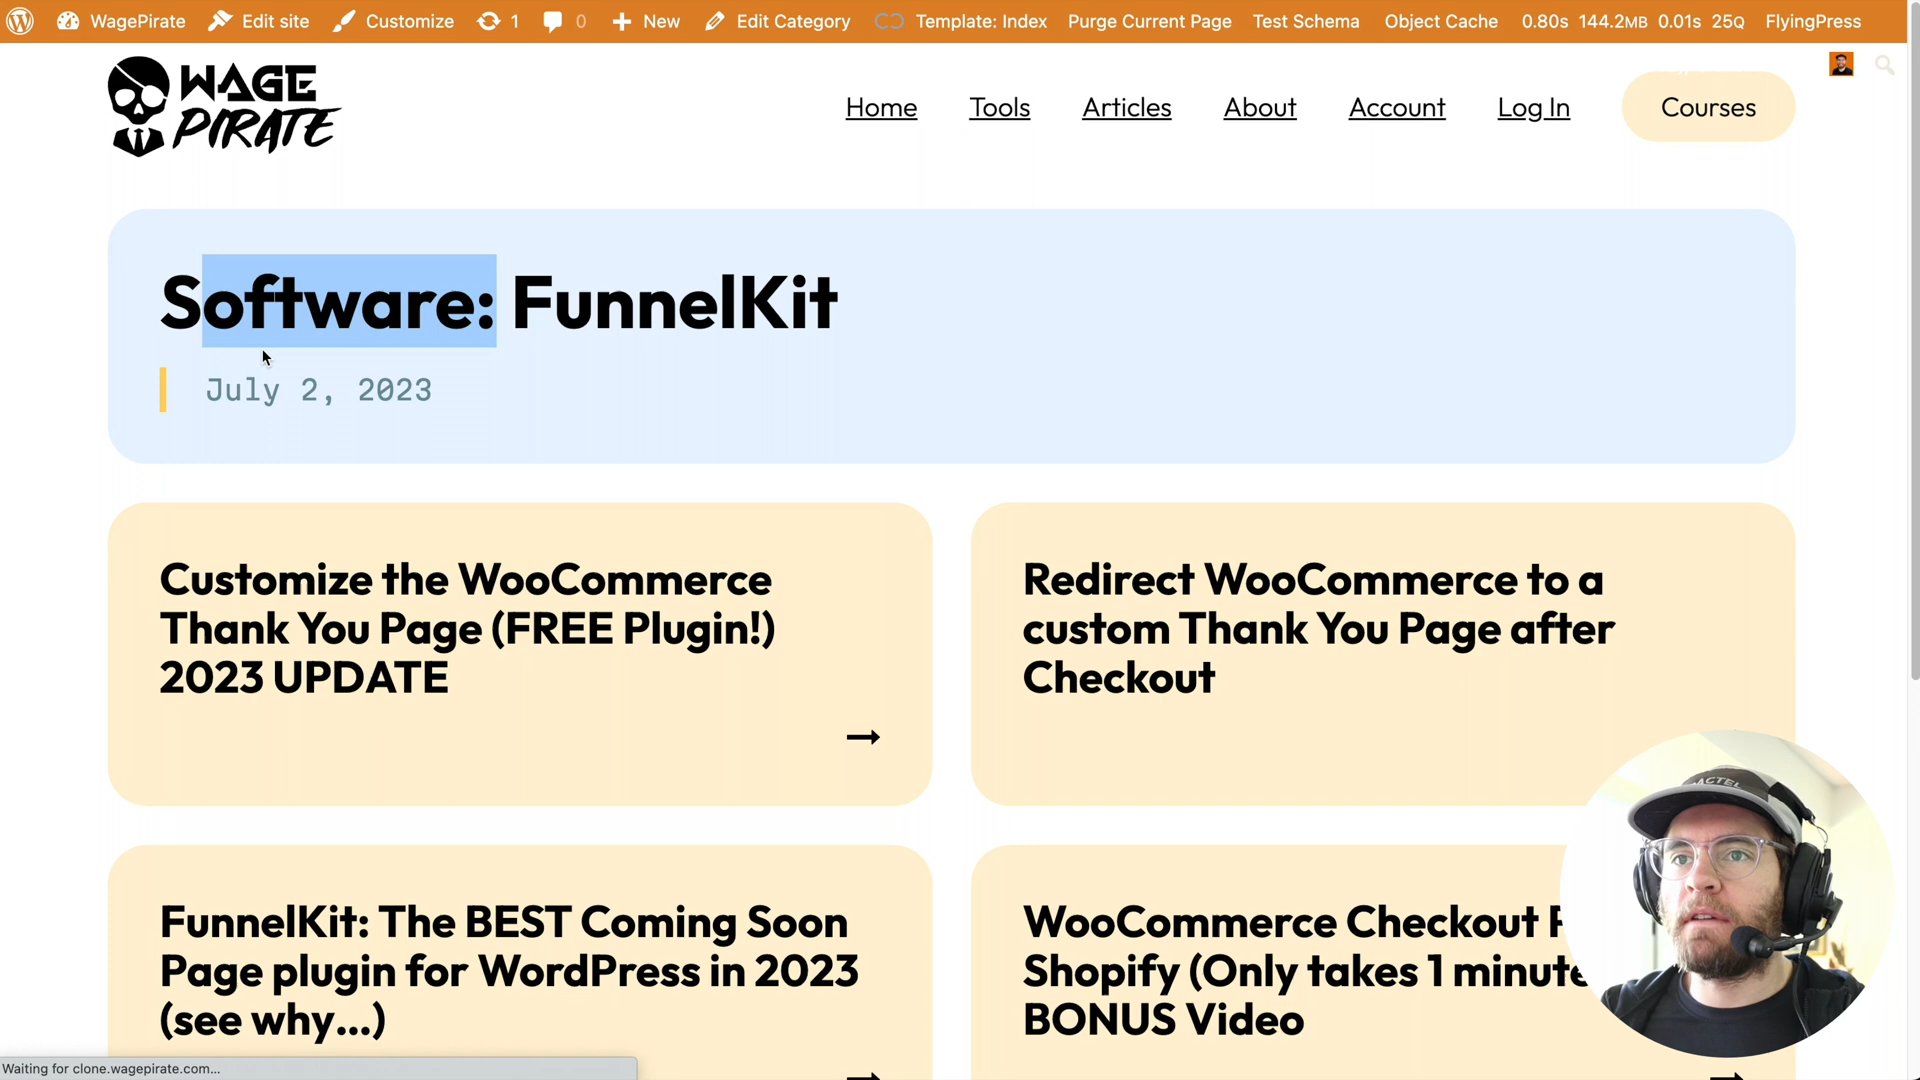 WagePirate Edit site Customize 1 0 New Edit Category Template: Index Purge Current Page Test Schema Object Cache 0.80s 144.2MB 0.01s 25Q FlyingPress
WAGE
PIRATE
Home Tools Articles About Account Log In Courses
Software: FunnelKit
July 2, 2023
Customize the WooCommerce
Thank You Page (FREE Plugin!)
2023 UPDATE
Redirect WooCommerce to a
custom Thank You Page after
Checkout
FunnelKit: The BEST Coming Soon
Page plugin for WordPress in 2023
(see why...)
WooCommerce Checkout
Shopify (Only takes 1 minute
BONUS Video
Waiting for clone.wagepirate.com...